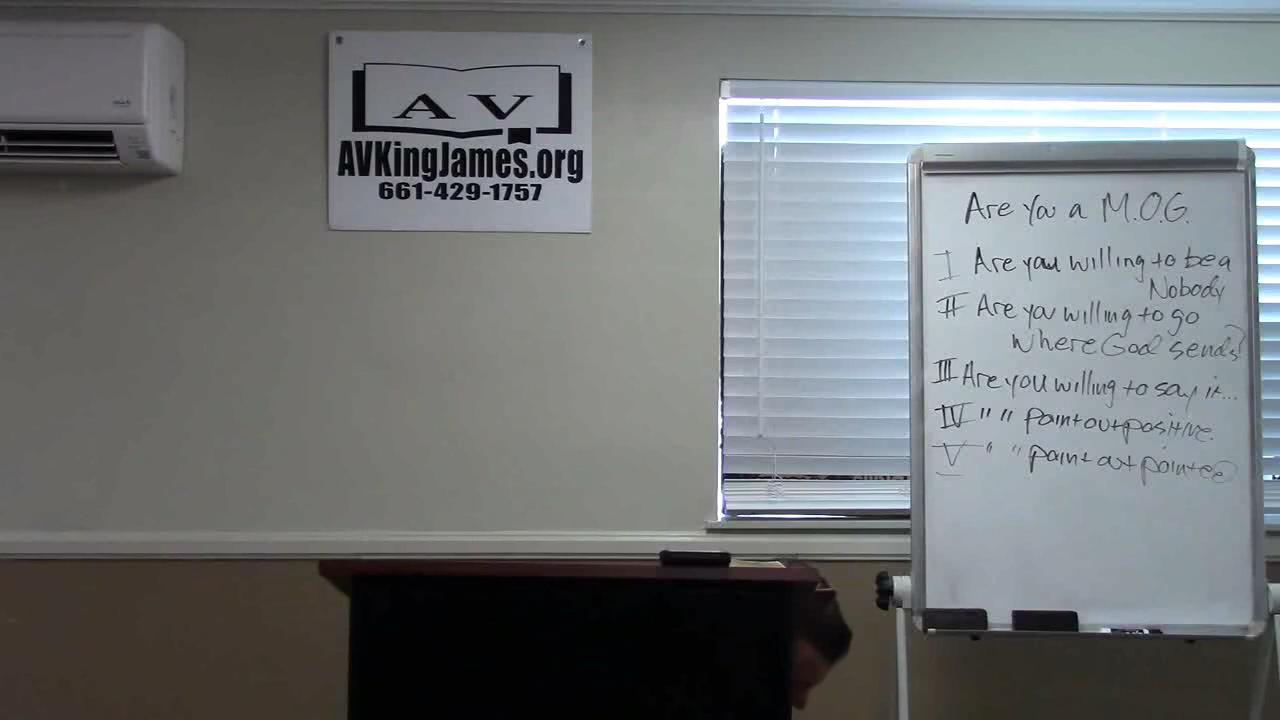 A V
AVKingJames.org
661-429-1757
Are You a M.O.G.
I Are you willing to be a
Nobody
II Are you willing to go
where God sends?
III Are you willing to say it...
IV " " point out positive.
V " " point out pointed